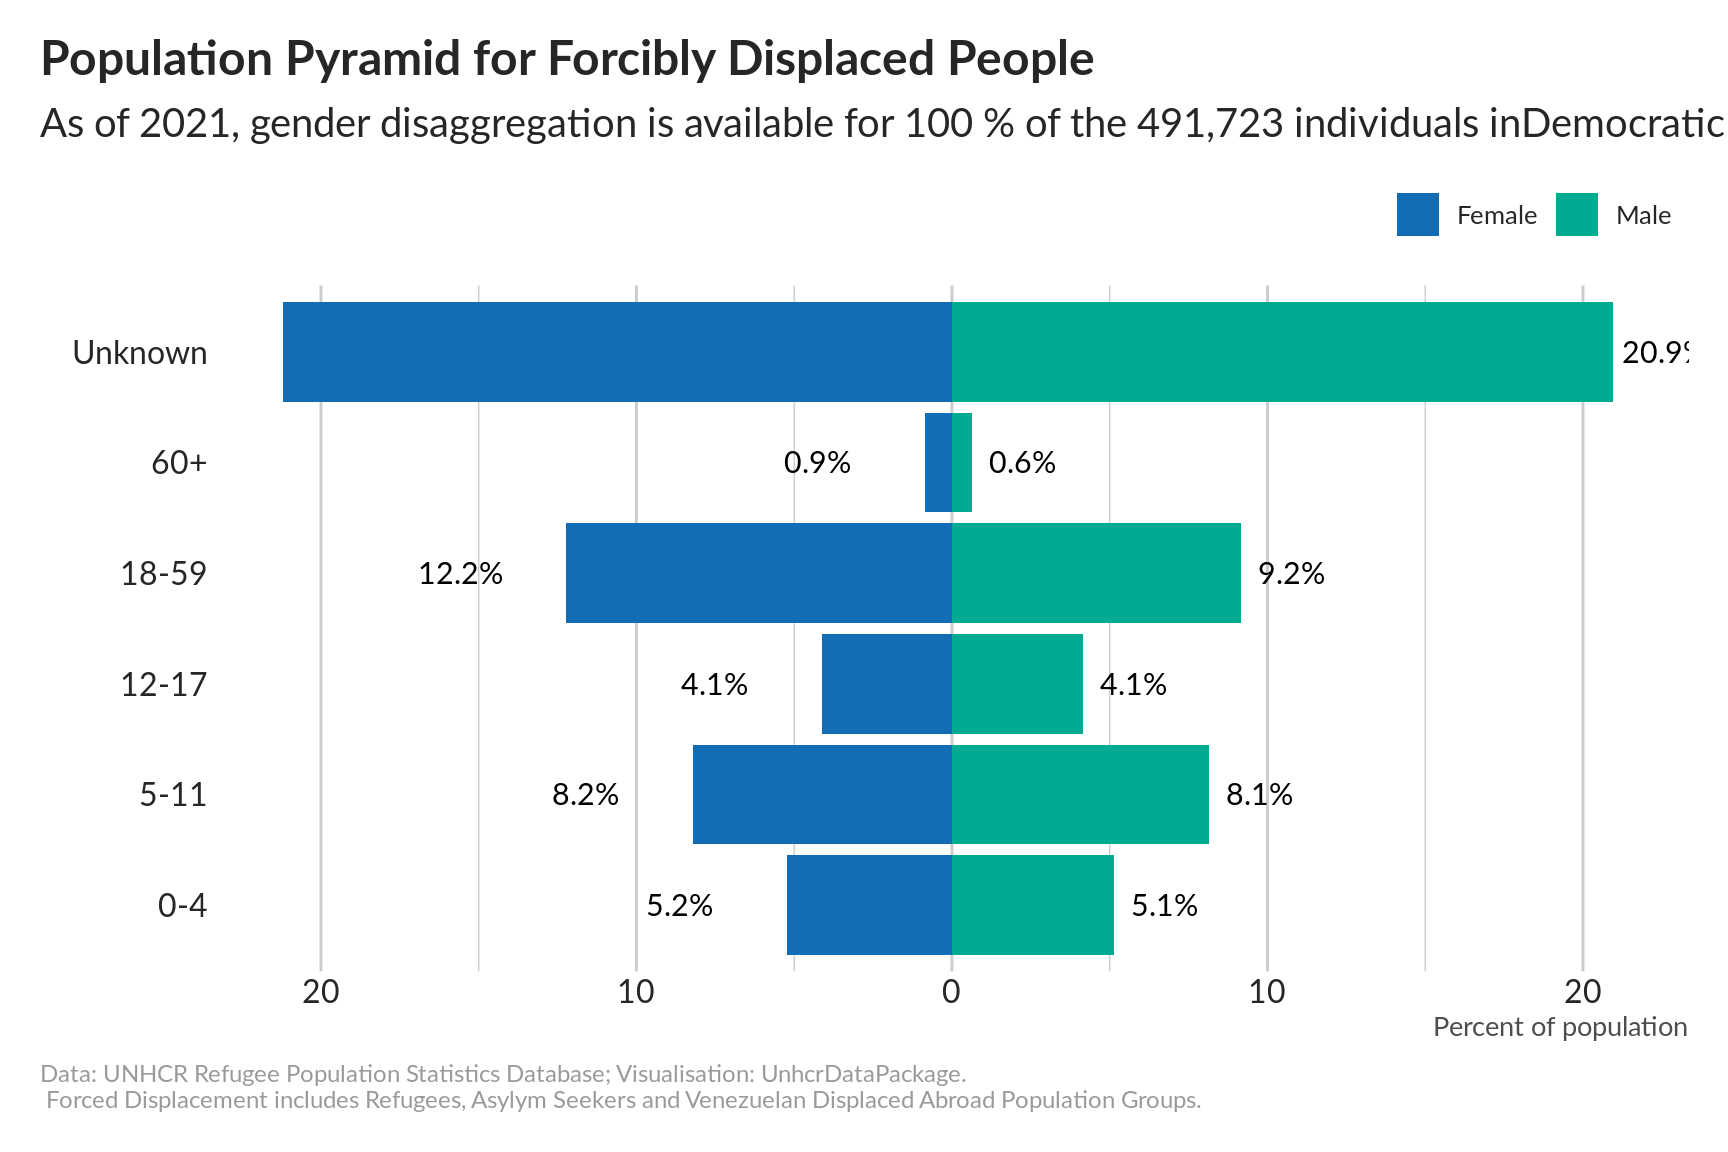 Population Pyramid for Forcibly Displaced People
As of 2021, gender disaggregation is available for 100 % of the 491,723 individuals inDemocratic
Female Male
Unknown 20.9%
60+ 0.9% 0.6%
18-59 12.2% 9.2%
12-17 4.1% 4.1%
5-11 8.2% 8.1%
0-4 5.2% 5.1%
20 10 0 10 20
Percent of population
Data: UNHCR Refugee Population Statistics Database; Visualisation: UnhcrDataPackage.
Forced Displacement includes Refugees, Asylym Seekers and Venezuelan Displaced Abroad Population Groups.